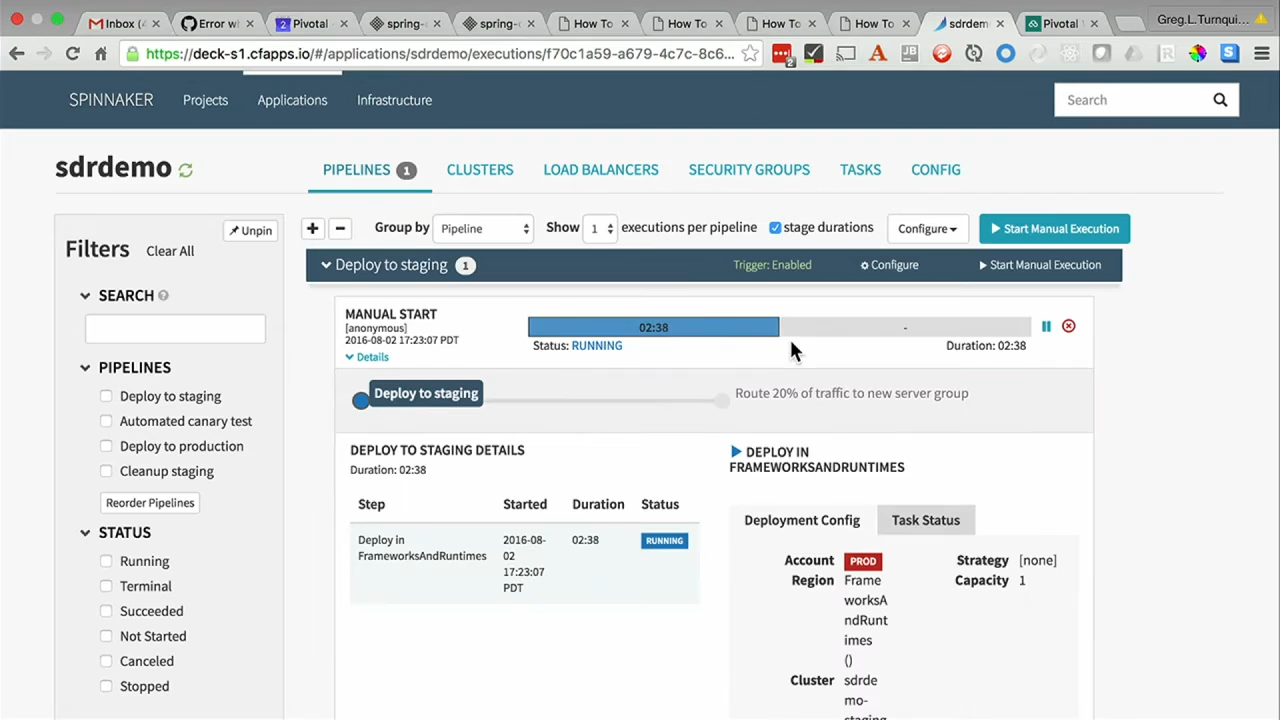 Inbox (4
Error wh
Pivotal
spring-
spring-
How To
How To
How To
How To
sdrdem
Pivotal
Greg.L.Turnqui...
https://deck-s1.cfapps.io/#/applications/sdrdemo/executions/f70c1a59-a679-4c7c-8c6...
SPINNAKER
Projects
Applications
Infrastructure
Search
sdrdemo
PIPELINES 1
CLUSTERS
LOAD BALANCERS
SECURITY GROUPS
TASKS
CONFIG
Unpin
Filters
Clear All
SEARCH
PIPELINES
Deploy to staging
Automated canary test
Deploy to production
Cleanup staging
Reorder Pipelines
STATUS
Running
Terminal
Succeeded
Not Started
Canceled
Stopped
Group by Pipeline Show 1 executions per pipeline stage durations Configure Start Manual Execution
Deploy to staging 1 Trigger: Enabled Configure Start Manual Execution
MANUAL START
[anonymous]
2016-08-02 17:23:07 PDT
Details
02:38 -
Status: RUNNING Duration: 02:38
Deploy to staging Route 20% of traffic to new server group
DEPLOY TO STAGING DETAILS
Duration: 02:38
Step Started Duration Status
Deploy in
FrameworksAndRuntimes
2016-08-
02
17:23:07
PDT
02:38
RUNNING
DEPLOY IN
FRAMEWORKSANDRUNTIMES
Deployment Config Task Status
Account PROD
Region Frame
worksA
ndRunt
imes
()
Cluster sdrde
mo-
staging
Strategy [none]
Capacity 1